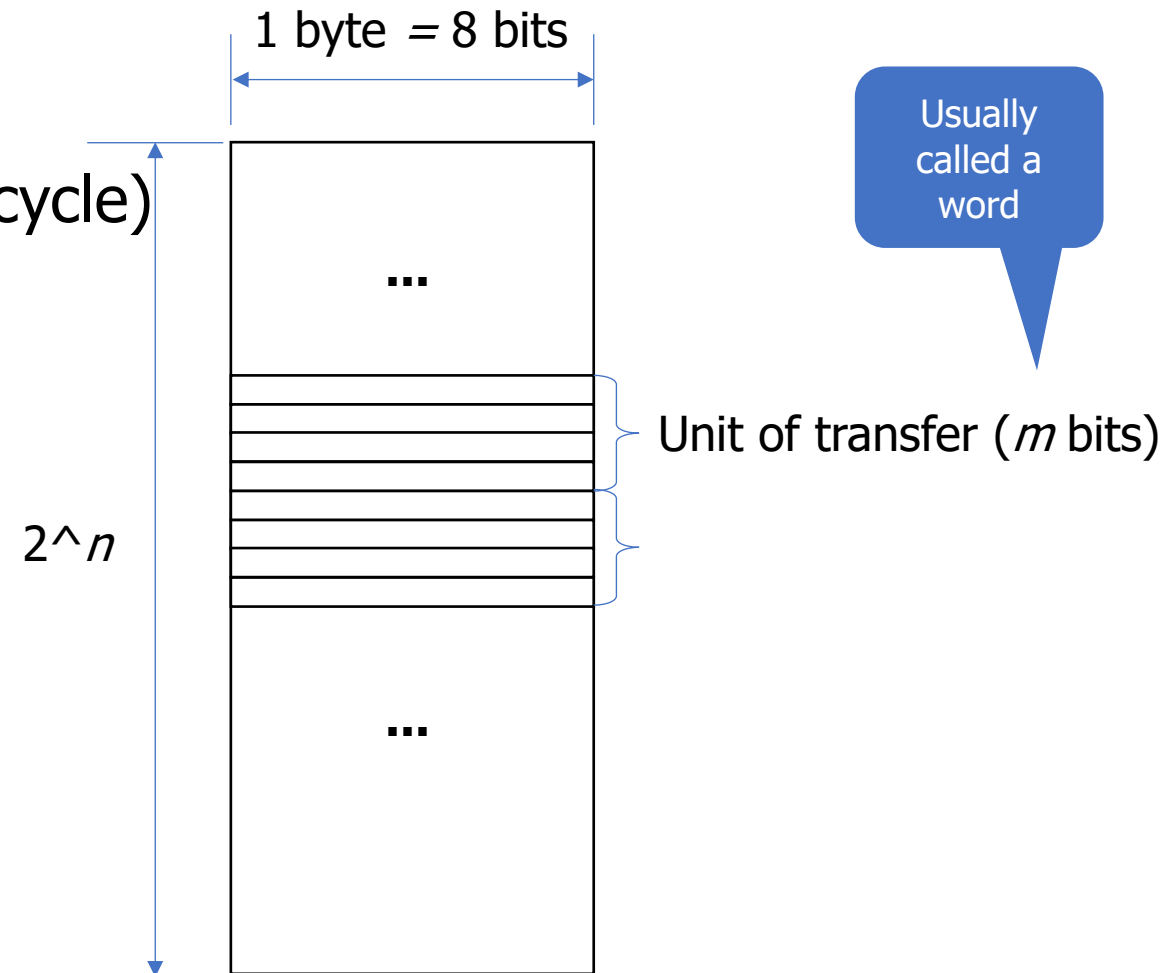 1 byte = 8 bits
Usually
called a
word
cycle)
...
Unit of transfer (m bits)
2^n
...